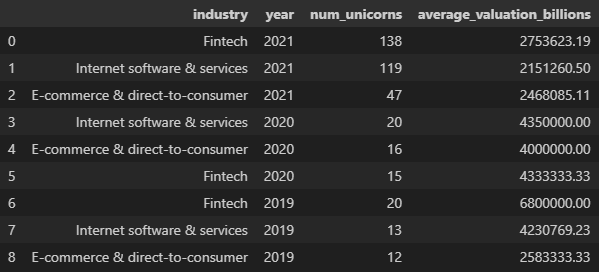 industry year num_unicorns average_valuation_billions
0 Fintech 2021 138 2753623.19
1 Internet software & services 2021 119 2151260.50
2 E-commerce & direct-to-consumer 2021 47 2468085.11
3 Internet software & services 2020 20 4350000.00
4 E-commerce & direct-to-consumer 2020 16 4000000.00
5 Fintech 2020 15 4333333.33
6 Fintech 2019 20 6800000.00
7 Internet software & services 2019 13 4230769.23
8 E-commerce & direct-to-consumer 2019 12 2583333.33